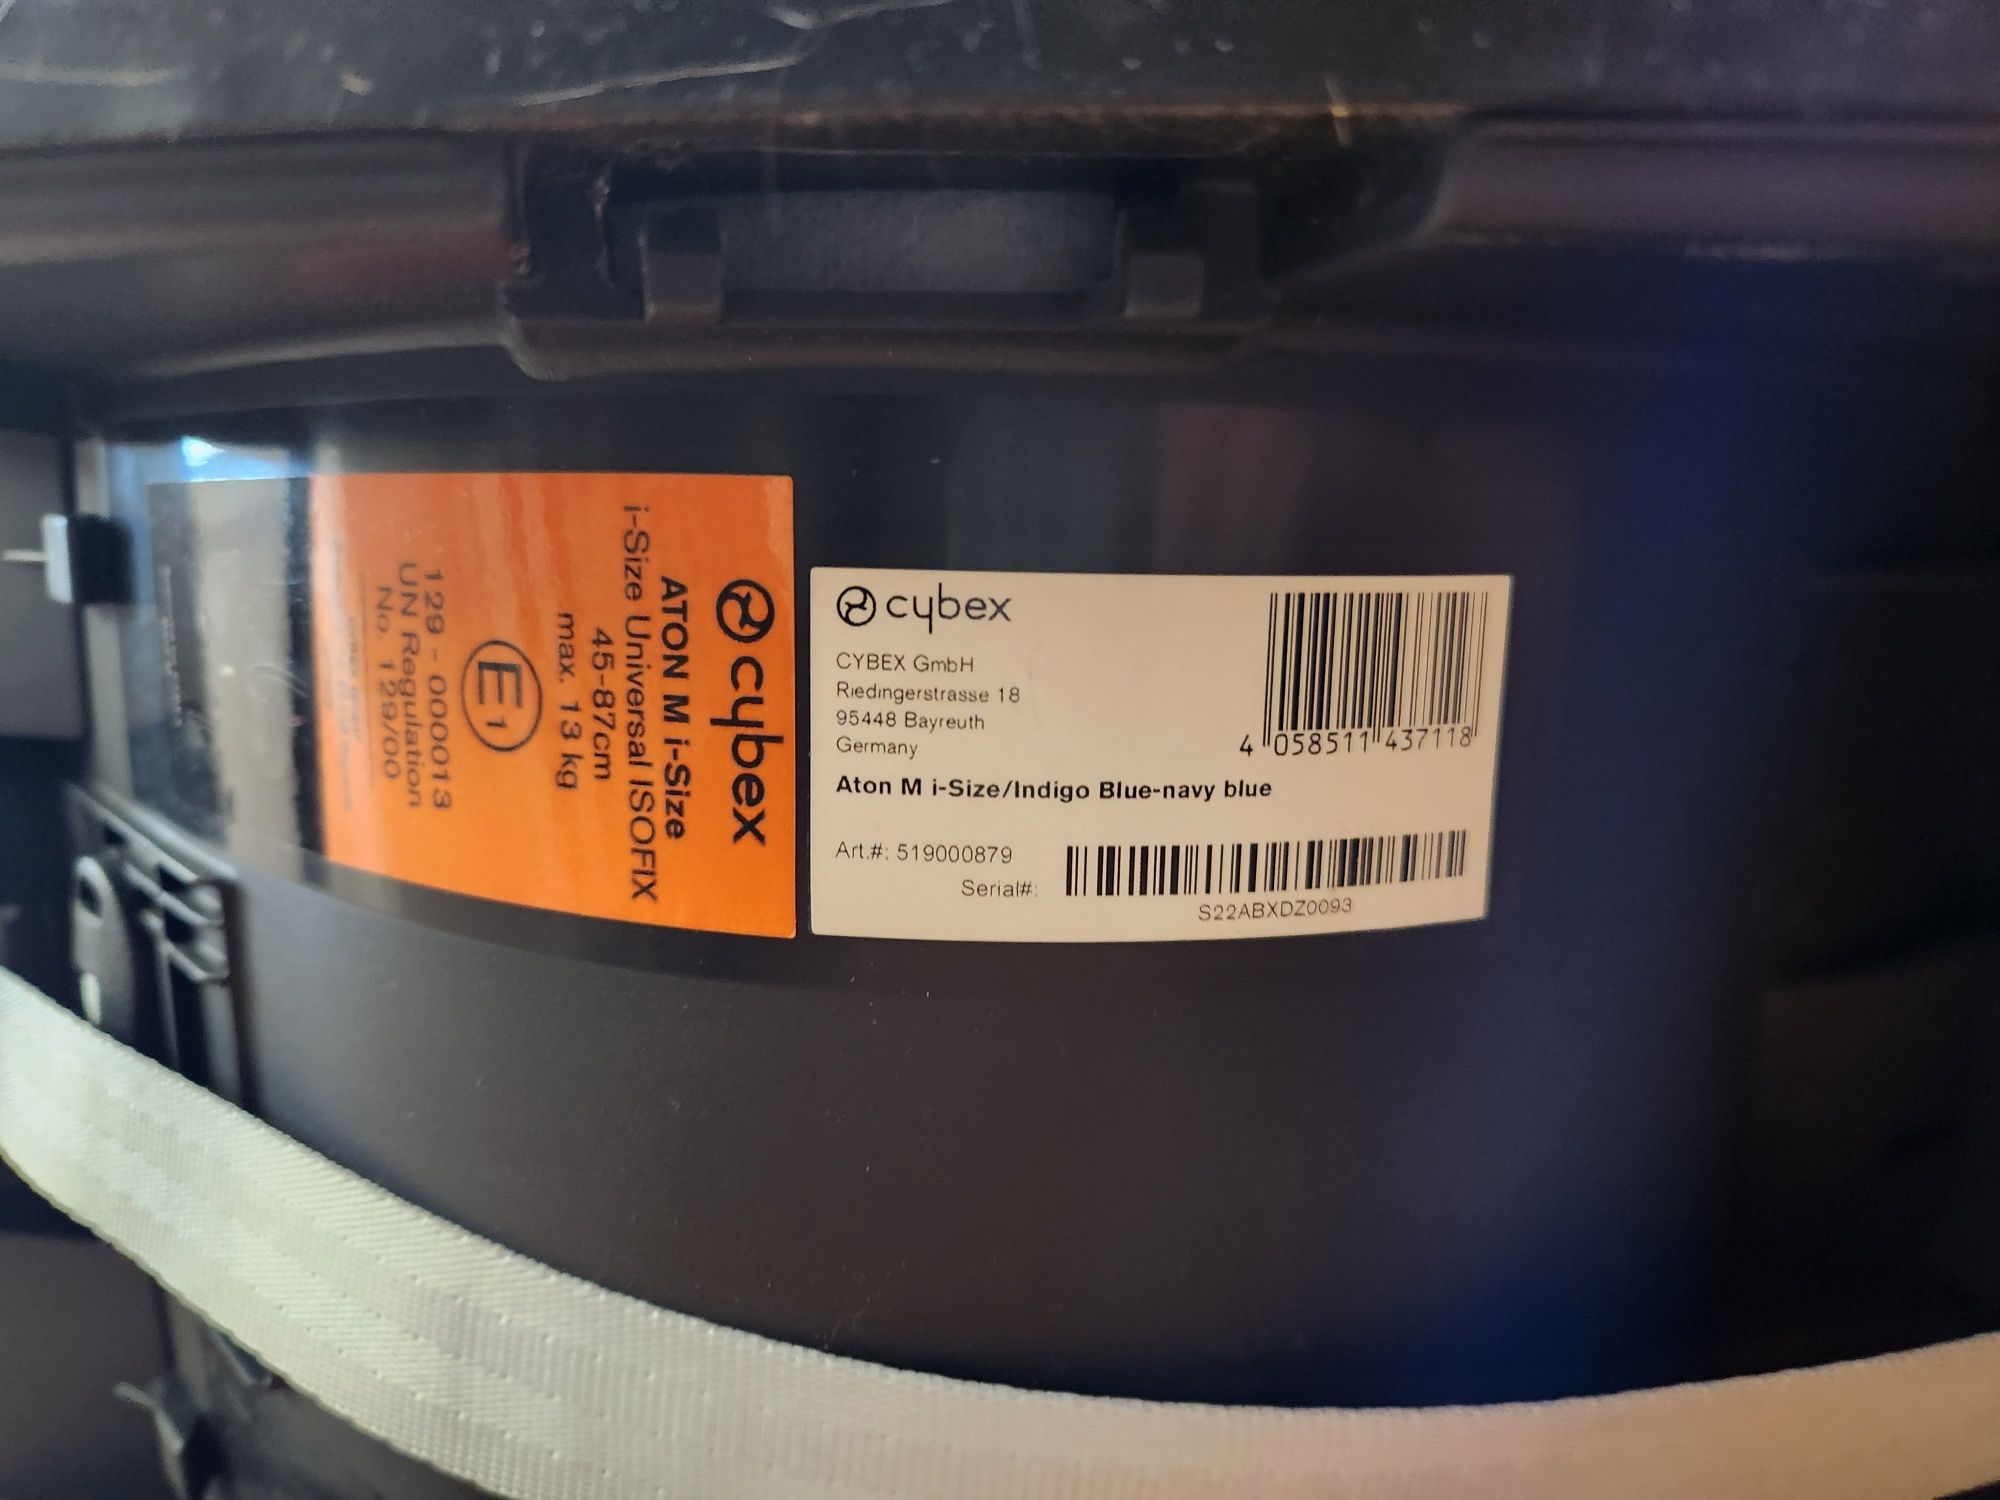 cybex
ATON M i-Size
i-Size Universal ISOFIX
45-87cm
max. 13 kg
E1
129 - 000013
UN Regulation
No. 129/00
cybex
CYBEX GmbH
Riedingerstrasse 18
95448 Bayreuth
Germany
4 058511 437118
Aton M i-Size/Indigo Blue-navy blue
Art.#: 519000879
Serial#:
S22ABXDZ0093